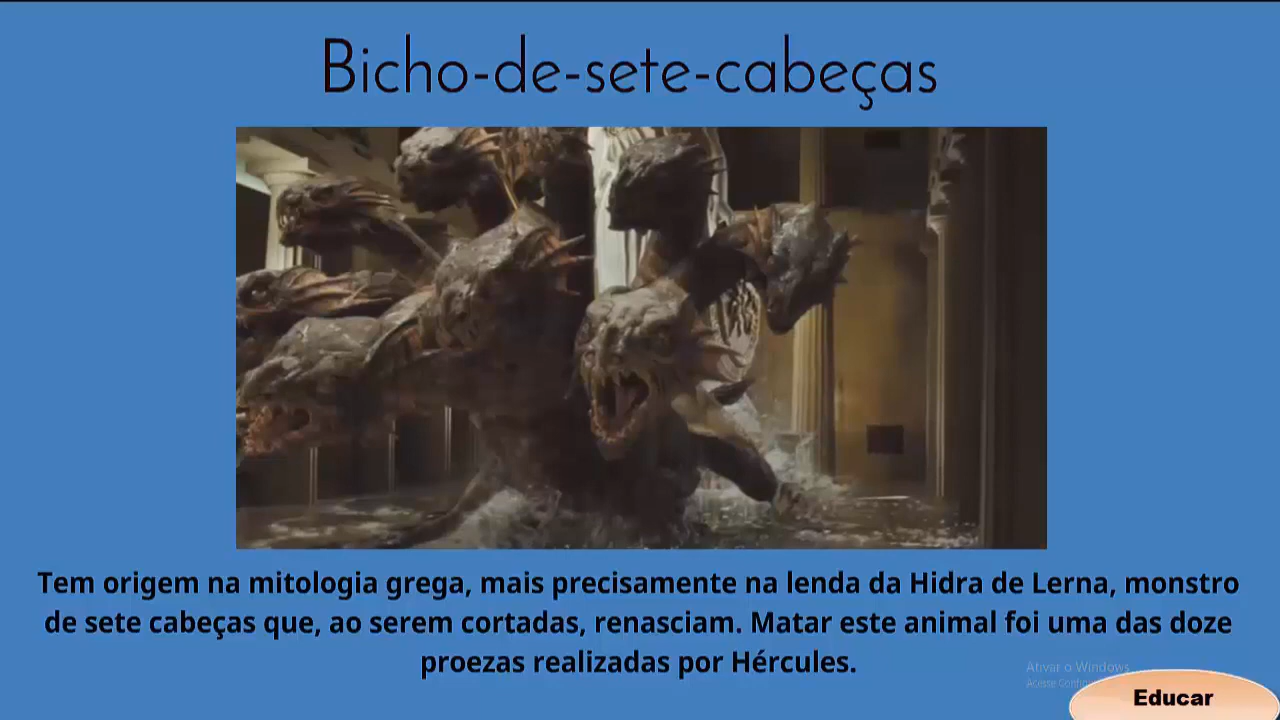 Bicho-de-sete-cabeças
Tem origem na mitologia grega, mais precisamente na lenda da Hidra de Lerna, monstro
de sete cabeças que, ao serem cortadas, renasciam. Matar este animal foi uma das doze
proezas realizadas por Hércules.
Ativar o Windows
Acesse
Educar